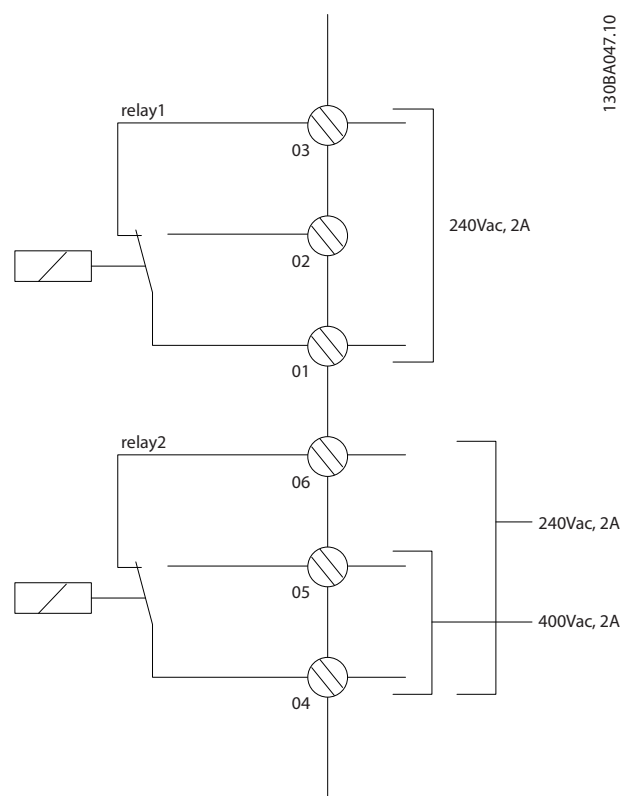 130BA047.10
relay1
03
02
240Vac, 2A
01
relay2
06
240Vac, 2A
05
400Vac, 2A
04